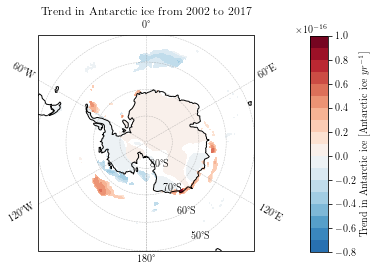 Trend in Antarctic ice from 2002 to 2017
0°
×10⁻¹⁶
60°W
60°E
80°S
70°S
60°S
50°S
120°W
120°E
180°
1.0
0.8
0.6
0.4
0.2
0.0
−0.2
−0.4
−0.6
−0.8
Trend in Antarctic ice [Antarctic ice yr⁻¹]